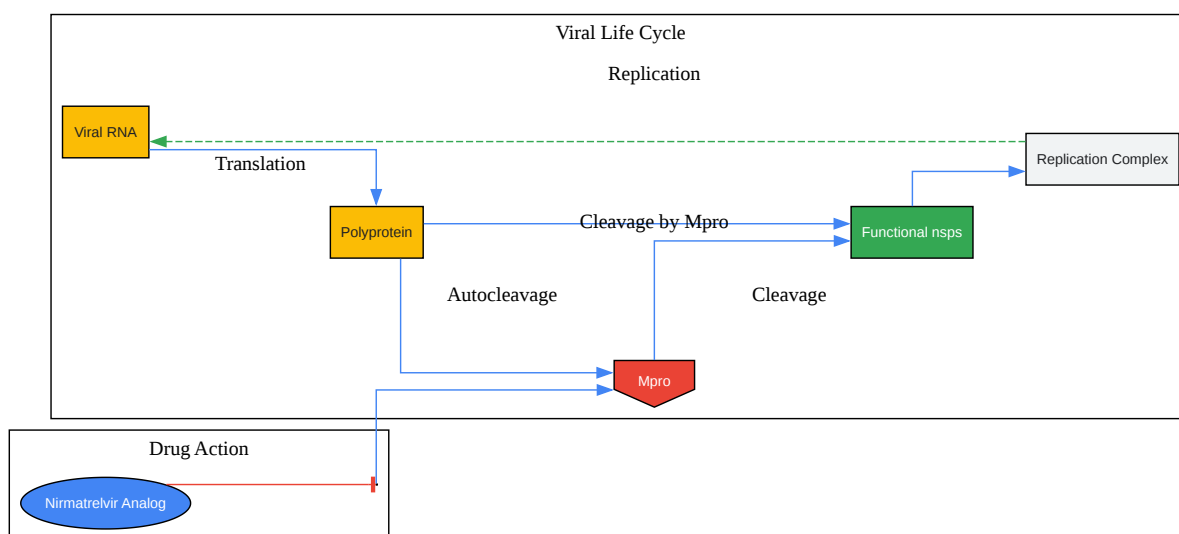 Viral Life Cycle
Replication
Viral RNA
Replication Complex
Translation
Polyprotein
Cleavage by Mpro
Functional nsps
Autocleavage
Cleavage
Mpro
Drug Action
Nirmatrelvir Analog